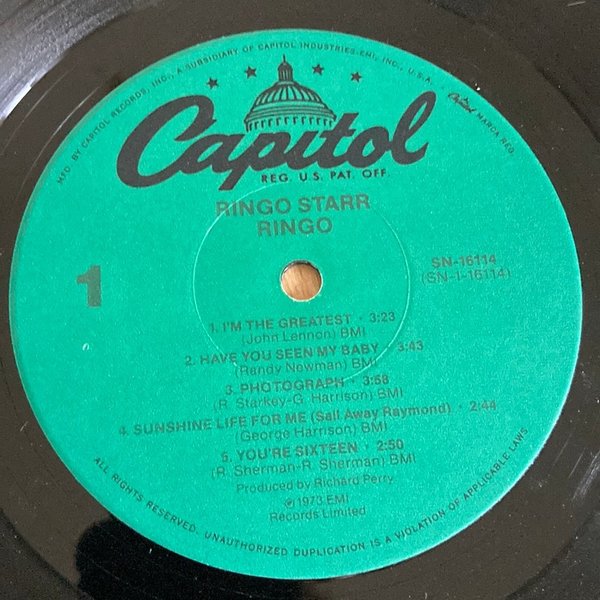 MFD. BY CAPITOL RECORDS, INC., A SUBSIDIARY OF CAPITOL INDUSTRIES-EMI, INC., U.S.A. • Capitol MARCA REG.
Capitol
REG. U.S. PAT. OFF.
RINGO STARR
RINGO
1
SN-16114
(SN-1-16114)
1. I'M THE GREATEST · 3:23
(John Lennon) BMI
2. HAVE YOU SEEN MY BABY · 3:43
(Randy Newman) BMI
3. PHOTOGRAPH · 3:58
(R. Starkey-G. Harrison) BMI
4. SUNSHINE LIFE FOR ME (Sail Away Raymond) · 2:44
(George Harrison) BMI
5. YOU'RE SIXTEEN · 2:50
(R. Sherman-R. Sherman) BMI
Produced by Richard Perry
℗1973 EMI
Records Limited
ALL RIGHTS RESERVED. UNAUTHORIZED DUPLICATION IS A VIOLATION OF APPLICABLE LAWS.